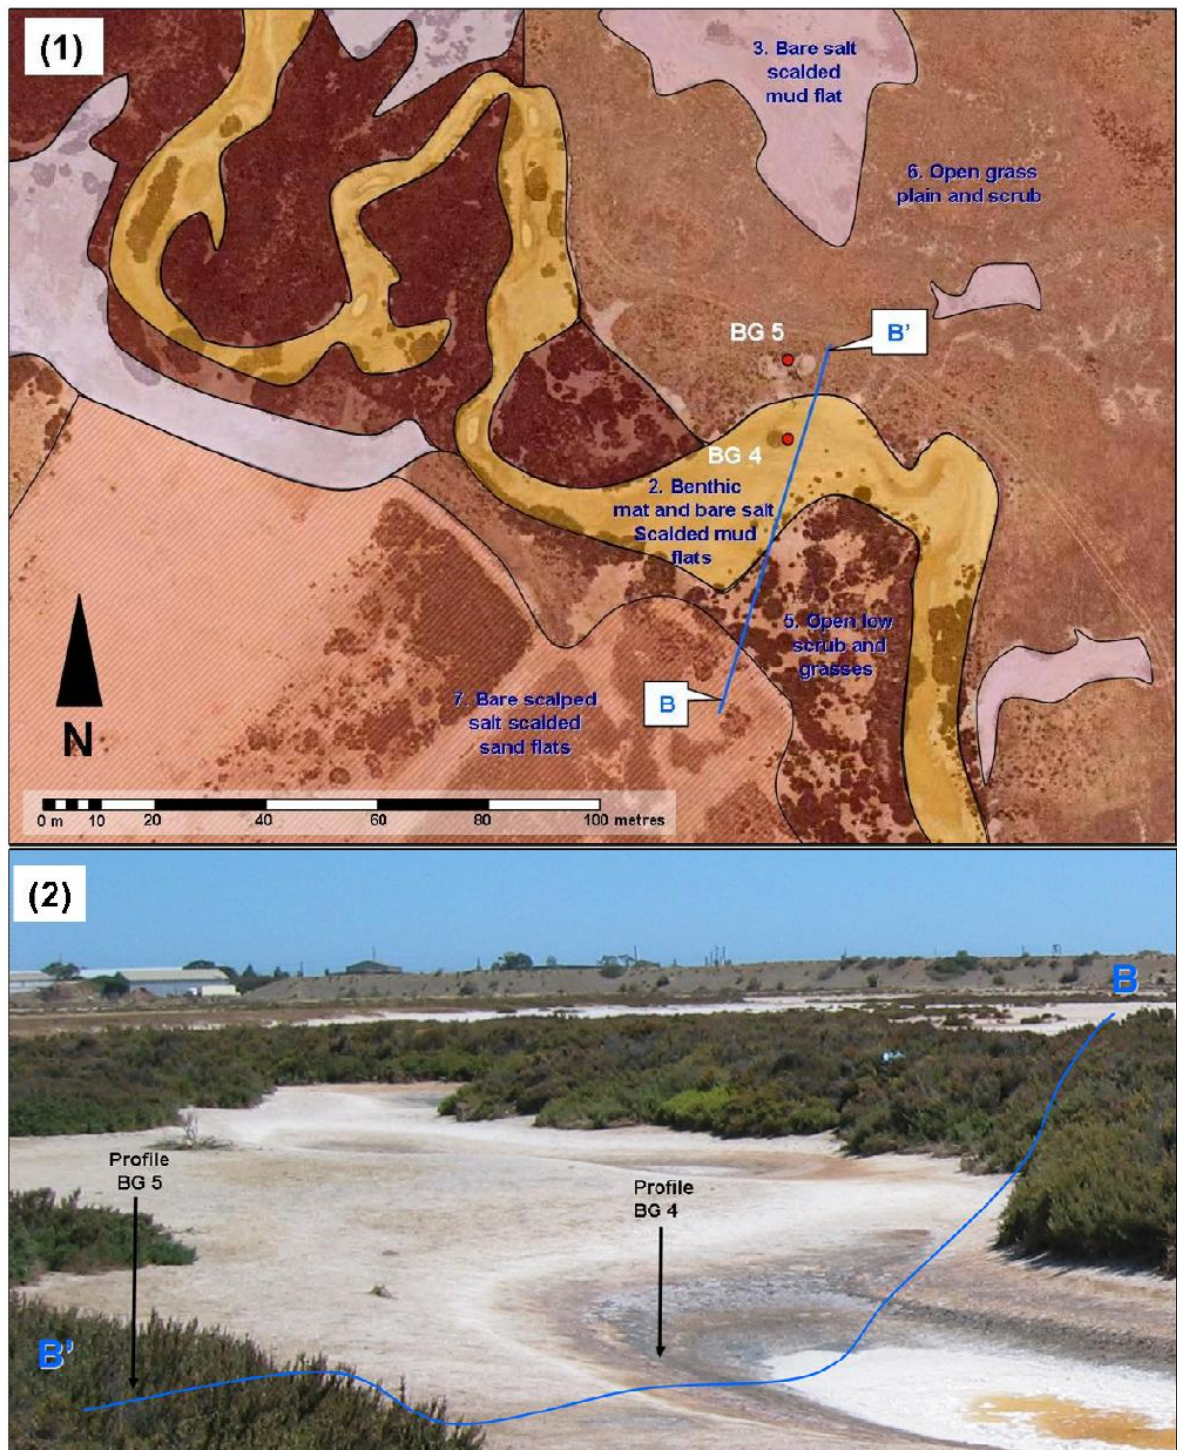 (1)
3. Bare salt
scalded
mud flat
6. Open grass
plain and scrub
BG 5
B'
BG 4
2. Benthic
mat and bare salt
Scalded mud
flats
5. Open low
scrub and
grasses
B
7. Bare scalped
salt scalded
sand flats
N
0 m 10 20 40 60 80 100 metres
(2)
B
Profile
BG 5
Profile
BG 4
B'